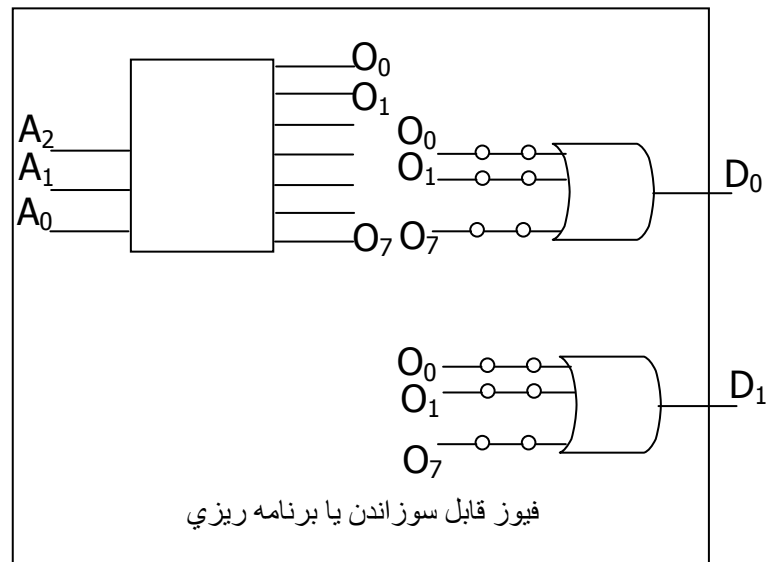 O₀
O₁
A₂
A₁
A₀
O₇
O₀
O₁
O₇
D₀
O₀
O₁
O₇
D₁
فيوز قابل سوزاندن يا برنامه ريزي